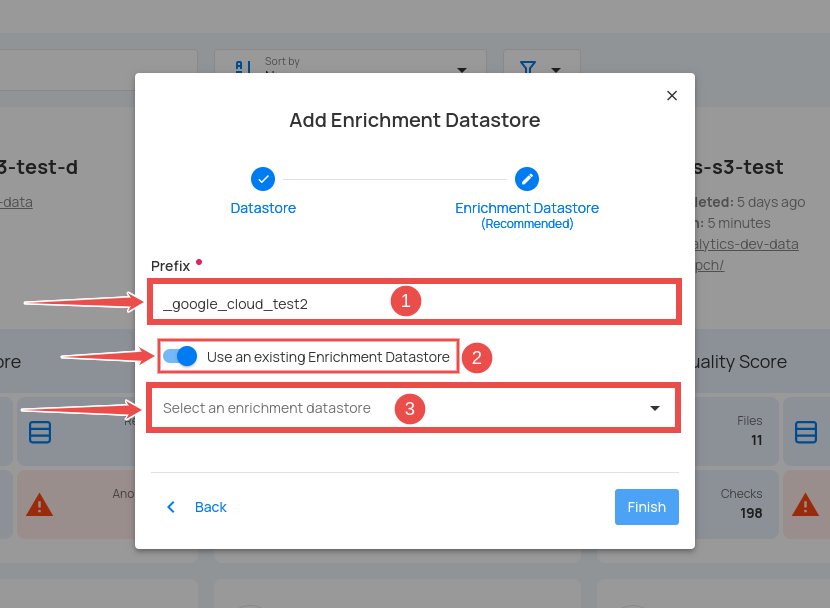 Sort by
Add Enrichment Datastore
3-test-d
s-s3-test
-data
leted: 5 days ago
n: 5 minutes
alytics-dev-data
pch/
Datastore
Enrichment Datastore
(Recommended)
Prefix
_google_cloud_test2
1
Use an existing Enrichment Datastore
2
ore
uality Score
Select an enrichment datastore
3
Re
Files
11
Ano
Checks
198
Back
Finish